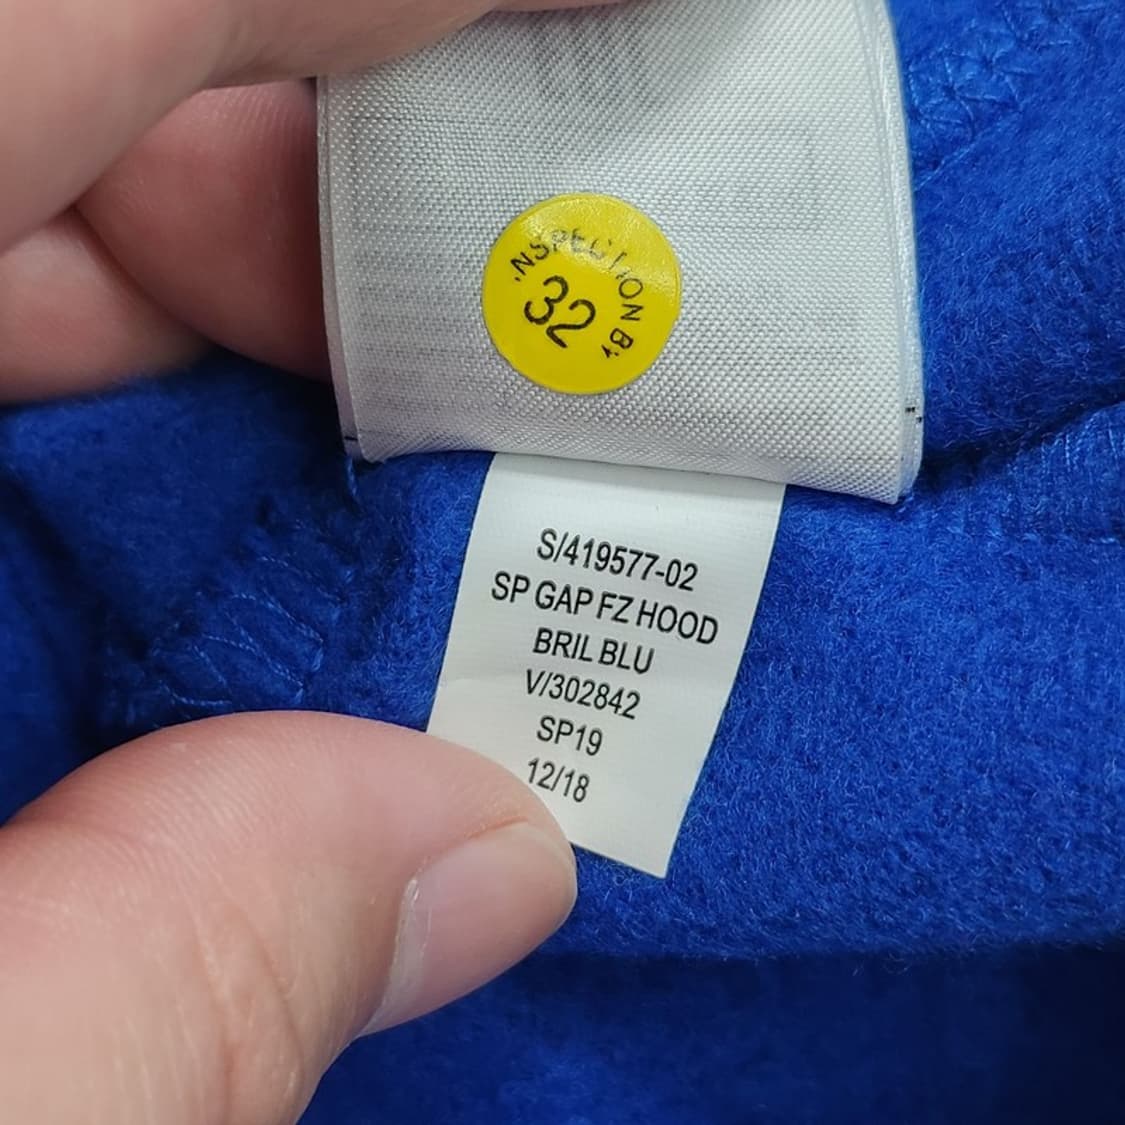 INSPECTION BY
32
S/419577-02
SP GAP FZ HOOD
BRIL BLU
V/302842
SP19
12/18